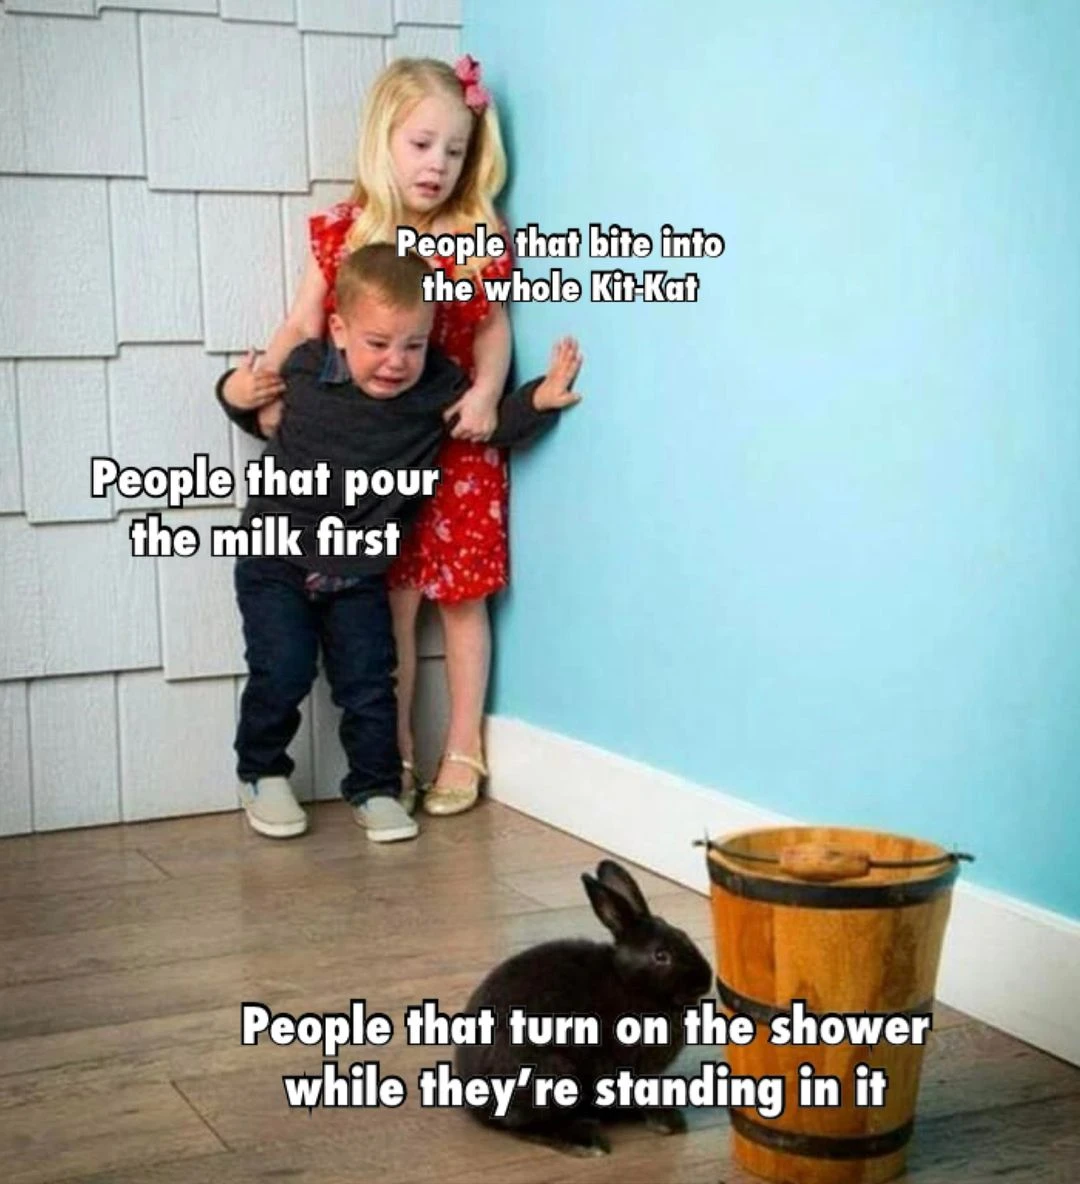 People that bite into
the whole Kit-Kat
People that pour
the milk first
People that turn on the shower
while they're standing in it